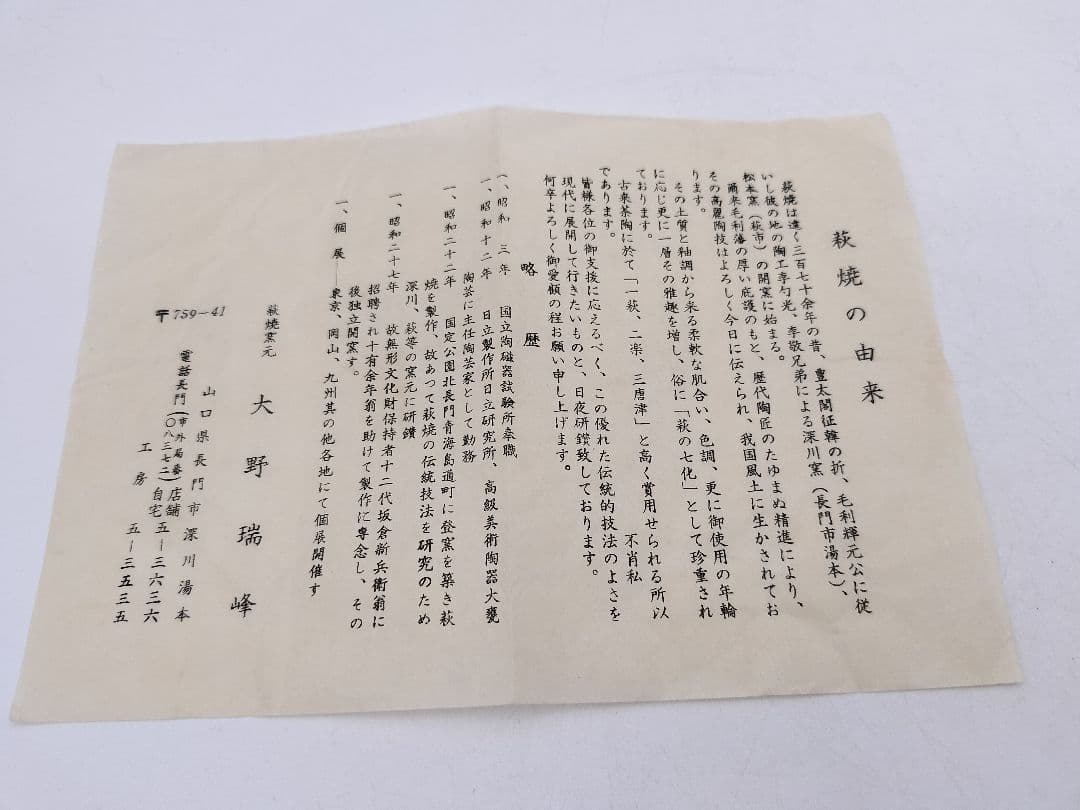 萩焼の由来
萩焼は遠く三百七十余年の昔、豊太閤征韓の折、毛利輝元公に従
いし彼の地の陶工李勺光、李敬兄弟による深川窯（長門市湯本）、
松本窯（萩市）の開窯に始まる。
爾来毛利藩の厚い庇護のもと、歴代陶匠のたゆまぬ精進により、
その高麗陶技はよろしく今日に伝えられ、我国風土に生かされてお
ります。
その土質と釉調から来る柔軟な肌合い、色調、更に御使用の年輪
に応じ更に一層その雅趣を増し、俗に「萩の七化」として珍重され
ております。
古来茶陶に於て「一萩、二楽、三唐津」と高く賞用せられる所以
であります。　不肖私
皆様各位の御支援に応えるべく、この優れた伝統的技法のよさを
現代に展開して行きたいものと、日夜研鑚致しております。
何卒よろしく御愛顧の程お願い申し上げます。
略歴
一、昭和三年　国立陶磁器試験所奉職
一、昭和十二年　日立製作所日立研究所、高級美術陶器大甕
陶芸に主任陶芸家として勤務
一、昭和二十二年　国定公園北長門青海島通町に登窯を築き萩
焼を製作、故あつて萩焼の伝統技法を研究のため
深川、萩等の窯元に研鑚
一、昭和二十七年　故無形文化財保持者十二代坂倉新兵衛翁に
招聘され十有余年翁を助けて製作に専念し、その
後独立開窯す。
一、個展―東京、岡山、九州其の他各地にて個展開催す
萩焼窯元　大野瑞峰
〒759-41
山口県長門市深川湯本
電話長門（市外局番〇八三七二）店舗　五―三六三六
自宅
工房　五―三五三五